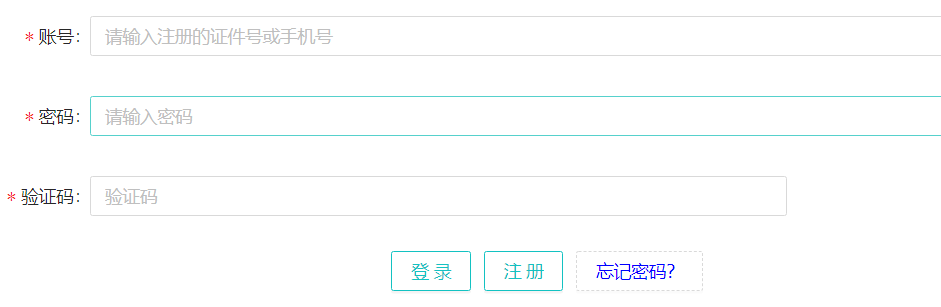 * 账号: 请输入注册的证件号或手机号
* 密码: 请输入密码
* 验证码: 验证码
登 录 注 册 忘记密码?